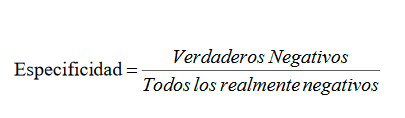 Especificidad = Verdaderos Negativos
Todos los realmente negativos